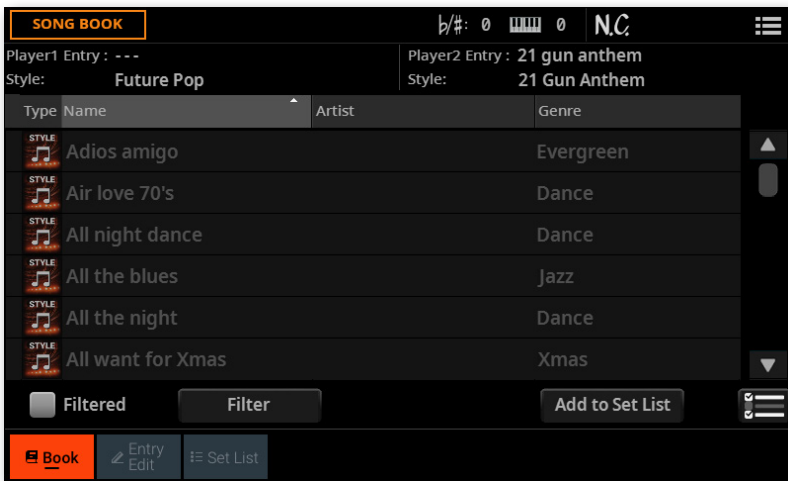 SONG BOOK
♭/#: 0 0 N.C.
Player1 Entry : ---
Player2 Entry : 21 gun anthem
Style: Future Pop
Style: 21 Gun Anthem
Type Name Artist Genre
STYLE Adios amigo Evergreen
STYLE Air love 70's Dance
STYLE All night dance Dance
STYLE All the blues Jazz
STYLE All the night Dance
STYLE All want for Xmas Xmas
Filtered Filter Add to Set List
Book Entry Edit Set List